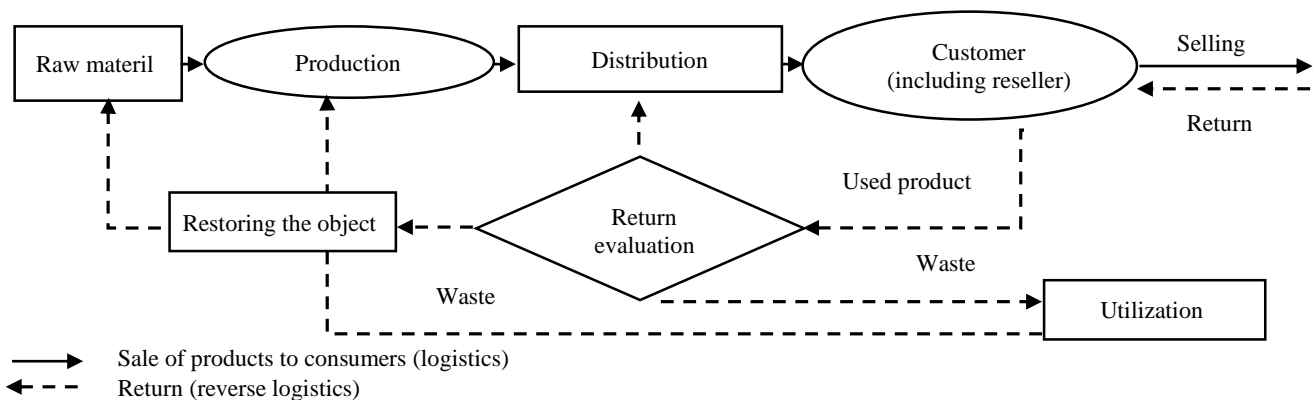 Raw materil
Production
Distribution
Customer
(including reseller)
Selling
Return
Used product
Restoring the object
Return
evaluation
Waste
Waste
Utilization
Sale of products to consumers (logistics)
Return (reverse logistics)